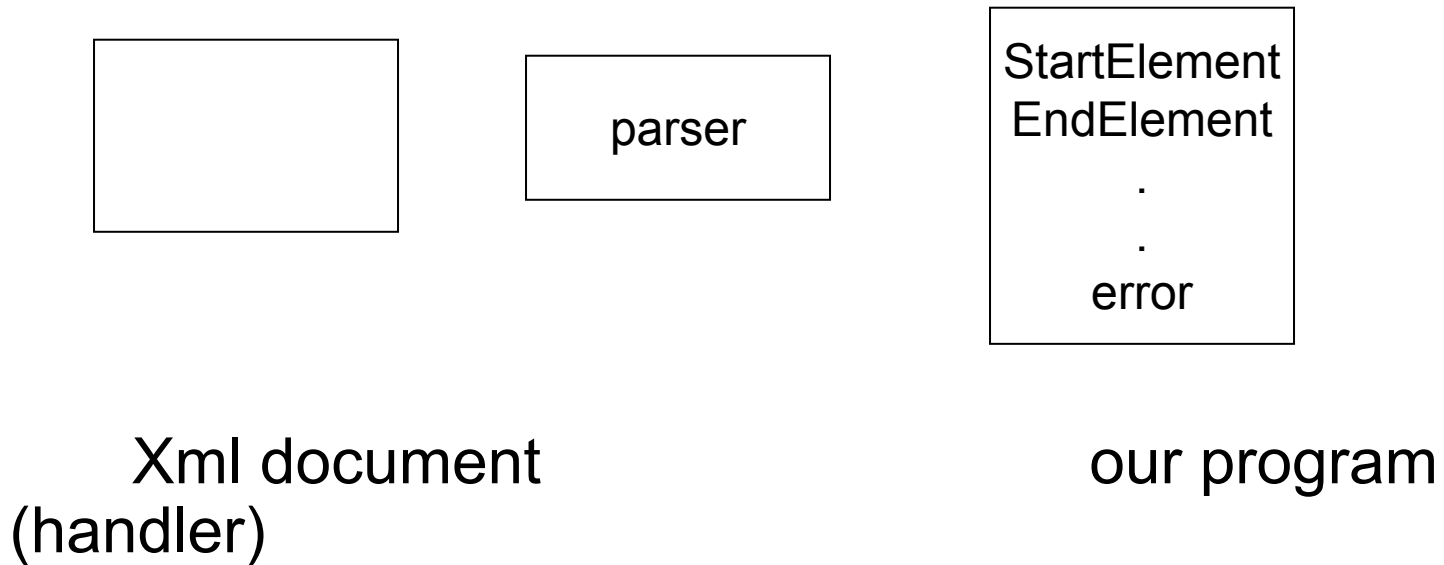 parser
StartElement
EndElement
.
.
error
Xml document our program
(handler)